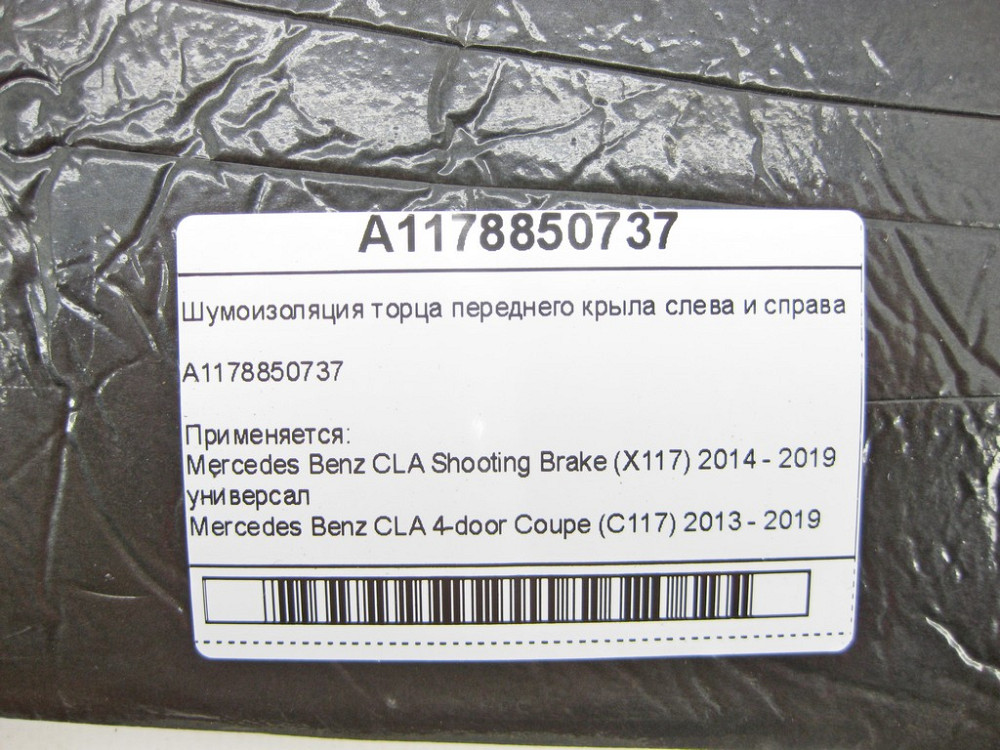 A1178850737
Шумоизоляция торца переднего крыла слева и справа
A1178850737
Применяется:
Mercedes Benz CLA Shooting Brake (X117) 2014 - 2019
универсал
Mercedes Benz CLA 4-door Coupe (C117) 2013 - 2019